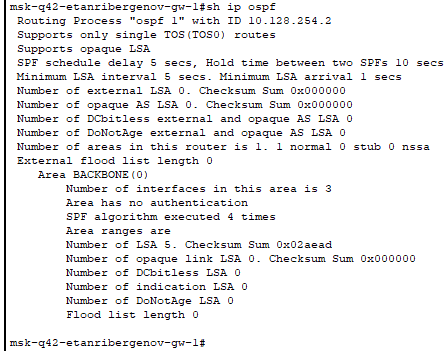 msk-q42-etanribergenov-gw-1#sh ip ospf
Routing Process "ospf 1" with ID 10.128.254.2
Supports only single TOS(TOS0) routes
Supports opaque LSA
SPF schedule delay 5 secs, Hold time between two SPFs 10 secs
Minimum LSA interval 5 secs. Minimum LSA arrival 1 secs
Number of external LSA 0. Checksum Sum 0x000000
Number of opaque AS LSA 0. Checksum Sum 0x000000
Number of DCbitless external and opaque AS LSA 0
Number of DoNotAge external and opaque AS LSA 0
Number of areas in this router is 1. 1 normal 0 stub 0 nssa
External flood list length 0
Area BACKBONE(0)
Number of interfaces in this area is 3
Area has no authentication
SPF algorithm executed 4 times
Area ranges are
Number of LSA 5. Checksum Sum 0x02aead
Number of opaque link LSA 0. Checksum Sum 0x000000
Number of DCbitless LSA 0
Number of indication LSA 0
Number of DoNotAge LSA 0
Flood list length 0
msk-q42-etanribergenov-gw-1#